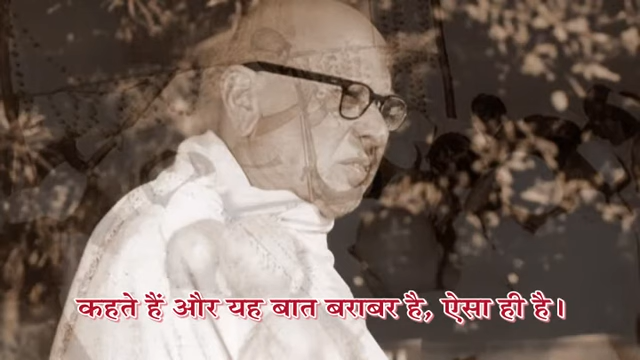 कहते हैं और यह बात बराबर है, ऐसा ही है।